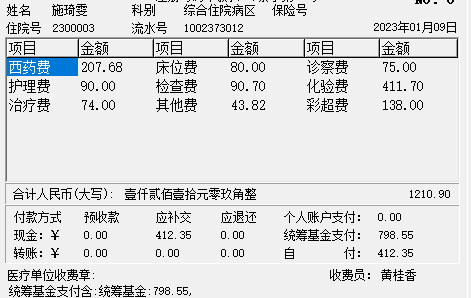 No: 0
姓名 施琦雯 科别 综合住院病区 保险号
住院号 2300003 流水号 1002373012 2023年01月09日
项目 金额 项目 金额 项目 金额
西药费 207.68 床位费 80.00 诊察费 75.00
护理费 90.00 检查费 90.70 化验费 411.70
治疗费 74.00 其他费 43.82 彩超费 138.00
合计人民币(大写): 壹仟贰佰壹拾元零玖角整 1210.90
付款方式 预收款 应补交 应退还 个人账户支付: 0.00
现金:￥ 0.00 412.35 0.00 统筹基金支付: 798.55
转账:￥ 0.00 0.00 0.00 自 付: 412.35
医疗单位收费章: 收费员: 黄桂香
统筹基金支付含:统筹基金:798.55,